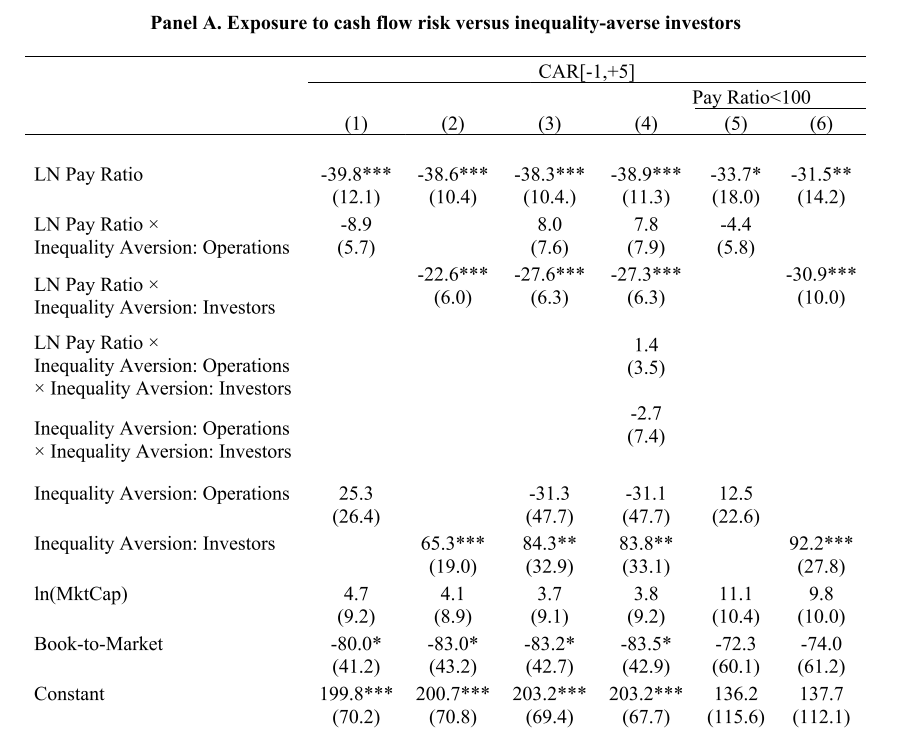 Panel A. Exposure to cash flow risk versus inequality-averse investors
CAR[-1,+5]
Pay Ratio<100
(1) (2) (3) (4) (5) (6)
LN Pay Ratio -39.8*** -38.6*** -38.3*** -38.9*** -33.7* -31.5**
(12.1) (10.4) (10.4.) (11.3) (18.0) (14.2)
LN Pay Ratio × -8.9 8.0 7.8 -4.4
Inequality Aversion: Operations (5.7) (7.6) (7.9) (5.8)
LN Pay Ratio × -22.6*** -27.6*** -27.3*** -30.9***
Inequality Aversion: Investors (6.0) (6.3) (6.3) (10.0)
LN Pay Ratio × 1.4
Inequality Aversion: Operations (3.5)
× Inequality Aversion: Investors
Inequality Aversion: Operations -2.7
× Inequality Aversion: Investors (7.4)
Inequality Aversion: Operations 25.3 -31.3 -31.1 12.5
(26.4) (47.7) (47.7) (22.6)
Inequality Aversion: Investors 65.3*** 84.3** 83.8** 92.2***
(19.0) (32.9) (33.1) (27.8)
ln(MktCap) 4.7 4.1 3.7 3.8 11.1 9.8
(9.2) (8.9) (9.1) (9.2) (10.4) (10.0)
Book-to-Market -80.0* -83.0* -83.2* -83.5* -72.3 -74.0
(41.2) (43.2) (42.7) (42.9) (60.1) (61.2)
Constant 199.8*** 200.7*** 203.2*** 203.2*** 136.2 137.7
(70.2) (70.8) (69.4) (67.7) (115.6) (112.1)